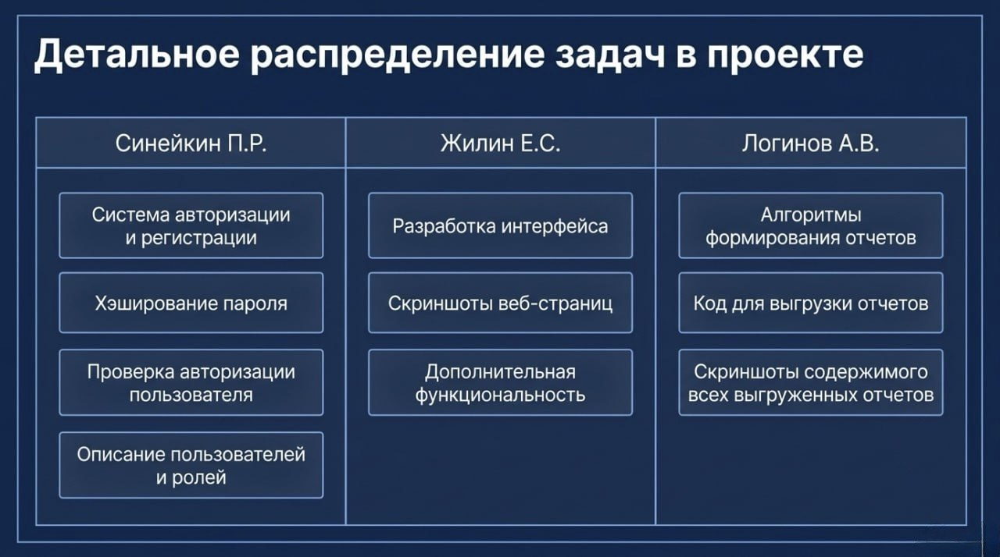 Детальное распределение задач в проекте
Синейкин П.Р.
Жилин Е.С.
Логинов А.В.
Система авторизации
и регистрации
Хэширование пароля
Проверка авторизации
пользователя
Описание пользователей
и ролей
Разработка интерфейса
Скриншоты веб-страниц
Дополнительная
функциональность
Алгоритмы
формирования отчетов
Код для выгрузки отчетов
Скриншоты содержимого
всех выгруженных отчетов